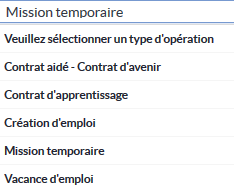 Mission temporaire
Veuillez sélectionner un type d'opération
Contrat aidé - Contrat d'avenir
Contrat d'apprentissage
Création d'emploi
Mission temporaire
Vacance d'emploi